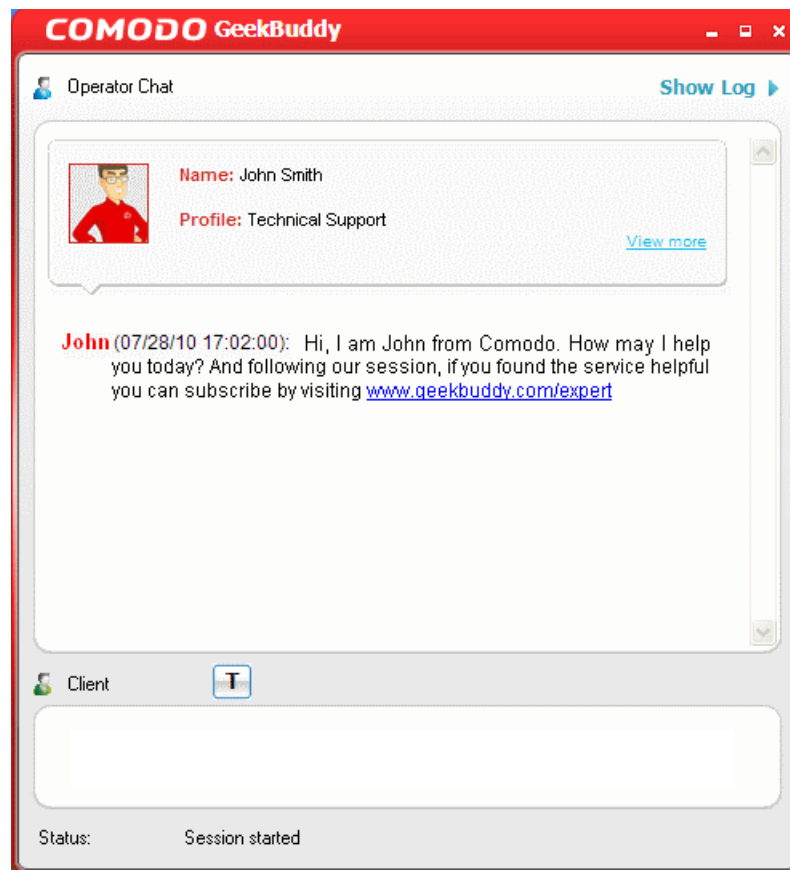 COMODO GeekBuddy
Operator Chat
Show Log
Name: John Smith
Profile: Technical Support
View more
John (07/28/10 17:02:00): Hi, I am John from Comodo. How may I help
you today? And following our session, if you found the service helpful
you can subscribe by visiting www.geekbuddy.com/expert
Client
T
Status: Session started